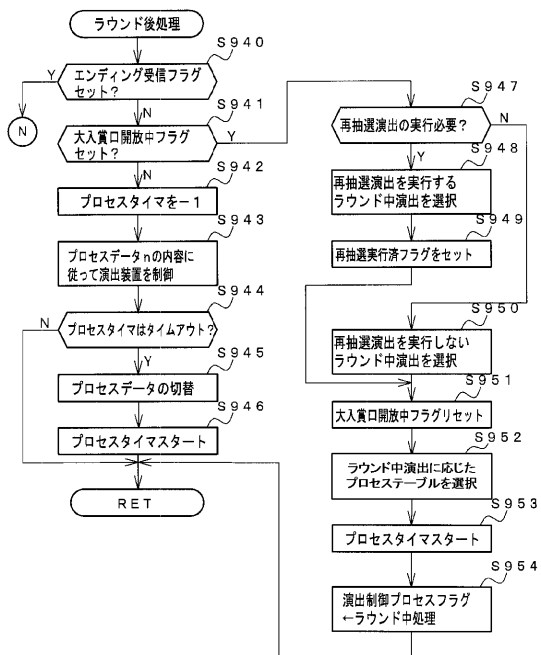 ラウンド後処理
S940
エンディング受信フラグ
セット?
Y
N
N
S941
大入賞口開放中フラグ
セット?
Y
N
S942
プロセスタイマを－1
S943
プロセスデータnの内容に
従って演出装置を制御
S944
プロセスタイマはタイムアウト?
N
Y
S945
プロセスデータの切替
S946
プロセスタイマスタート
RET
S947
再抽選演出の実行必要?
N
Y
S948
再抽選演出を実行する
ラウンド中演出を選択
S949
再抽選実行済フラグをセット
S950
再抽選演出を実行しない
ラウンド中演出を選択
S951
大入賞口開放中フラグリセット
S952
ラウンド中演出に応じた
プロセステーブルを選択
S953
プロセスタイマスタート
S954
演出制御プロセスフラグ
←ラウンド中処理